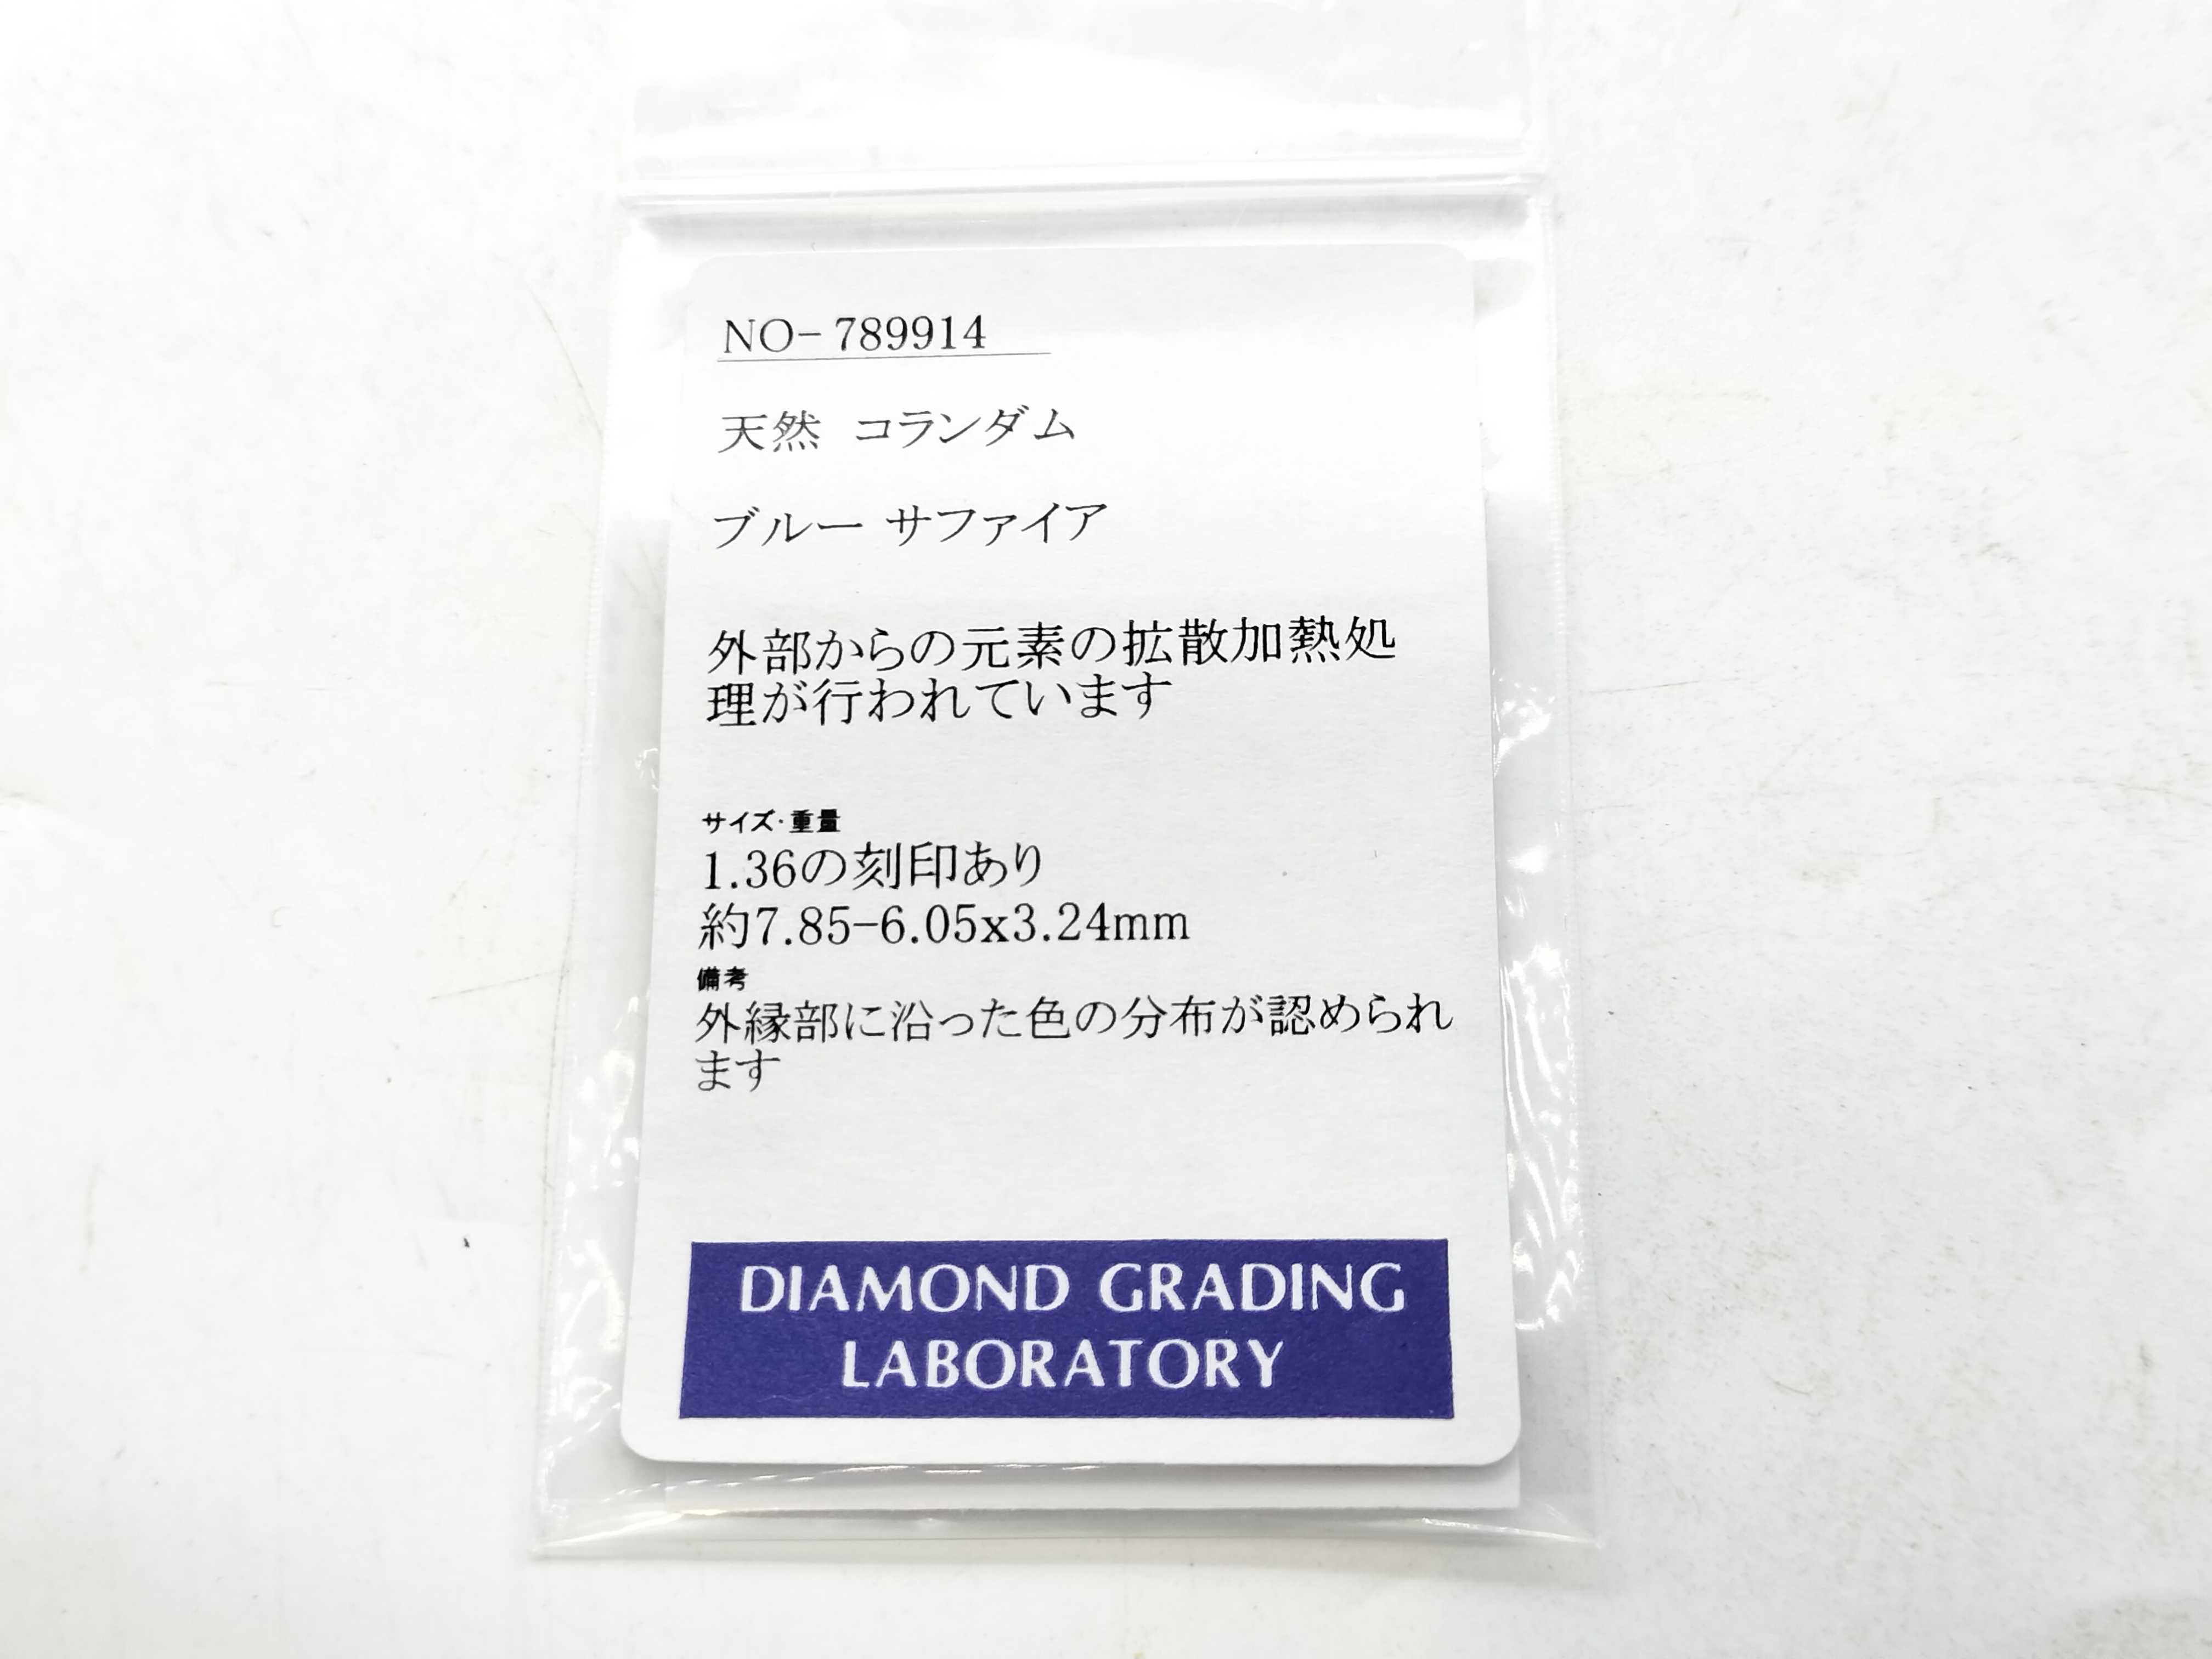 NO-789914
天然 コランダム
ブルー サファイア
外部からの元素の拡散加熱処
理が行われています
サイズ・重量
1.36の刻印あり
約7.85-6.05x3.24mm
備考
外縁部に沿った色の分布が認められ
ます
DIAMOND GRADING
LABORATORY